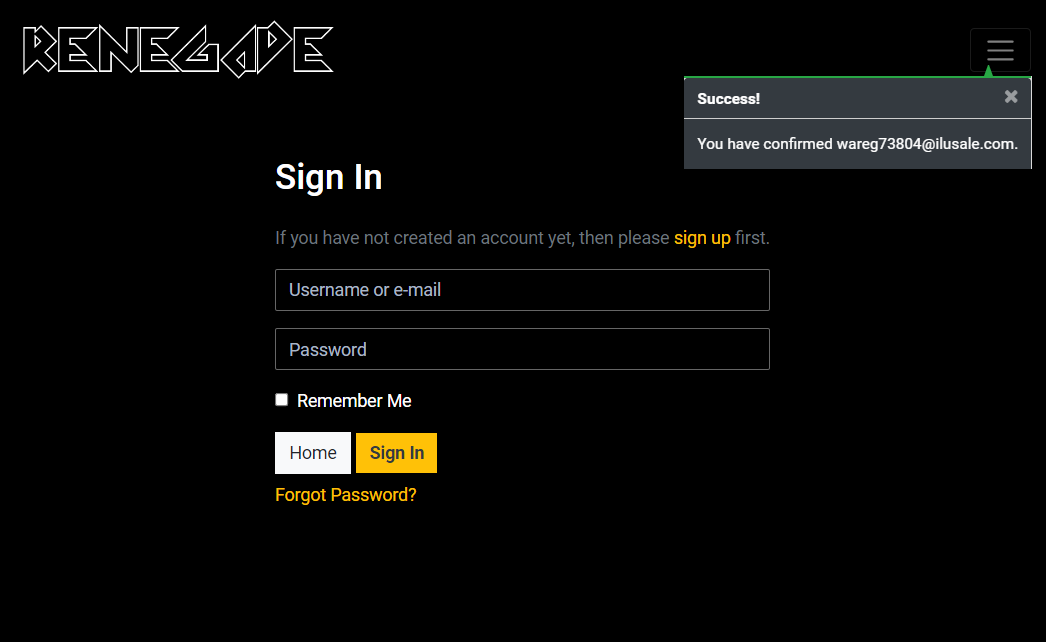 RENEGADE
Success!
You have confirmed wareg73804@ilusale.com.
Sign In
If you have not created an account yet, then please sign up first.
Username or e-mail
Password
Remember Me
Home
Sign In
Forgot Password?